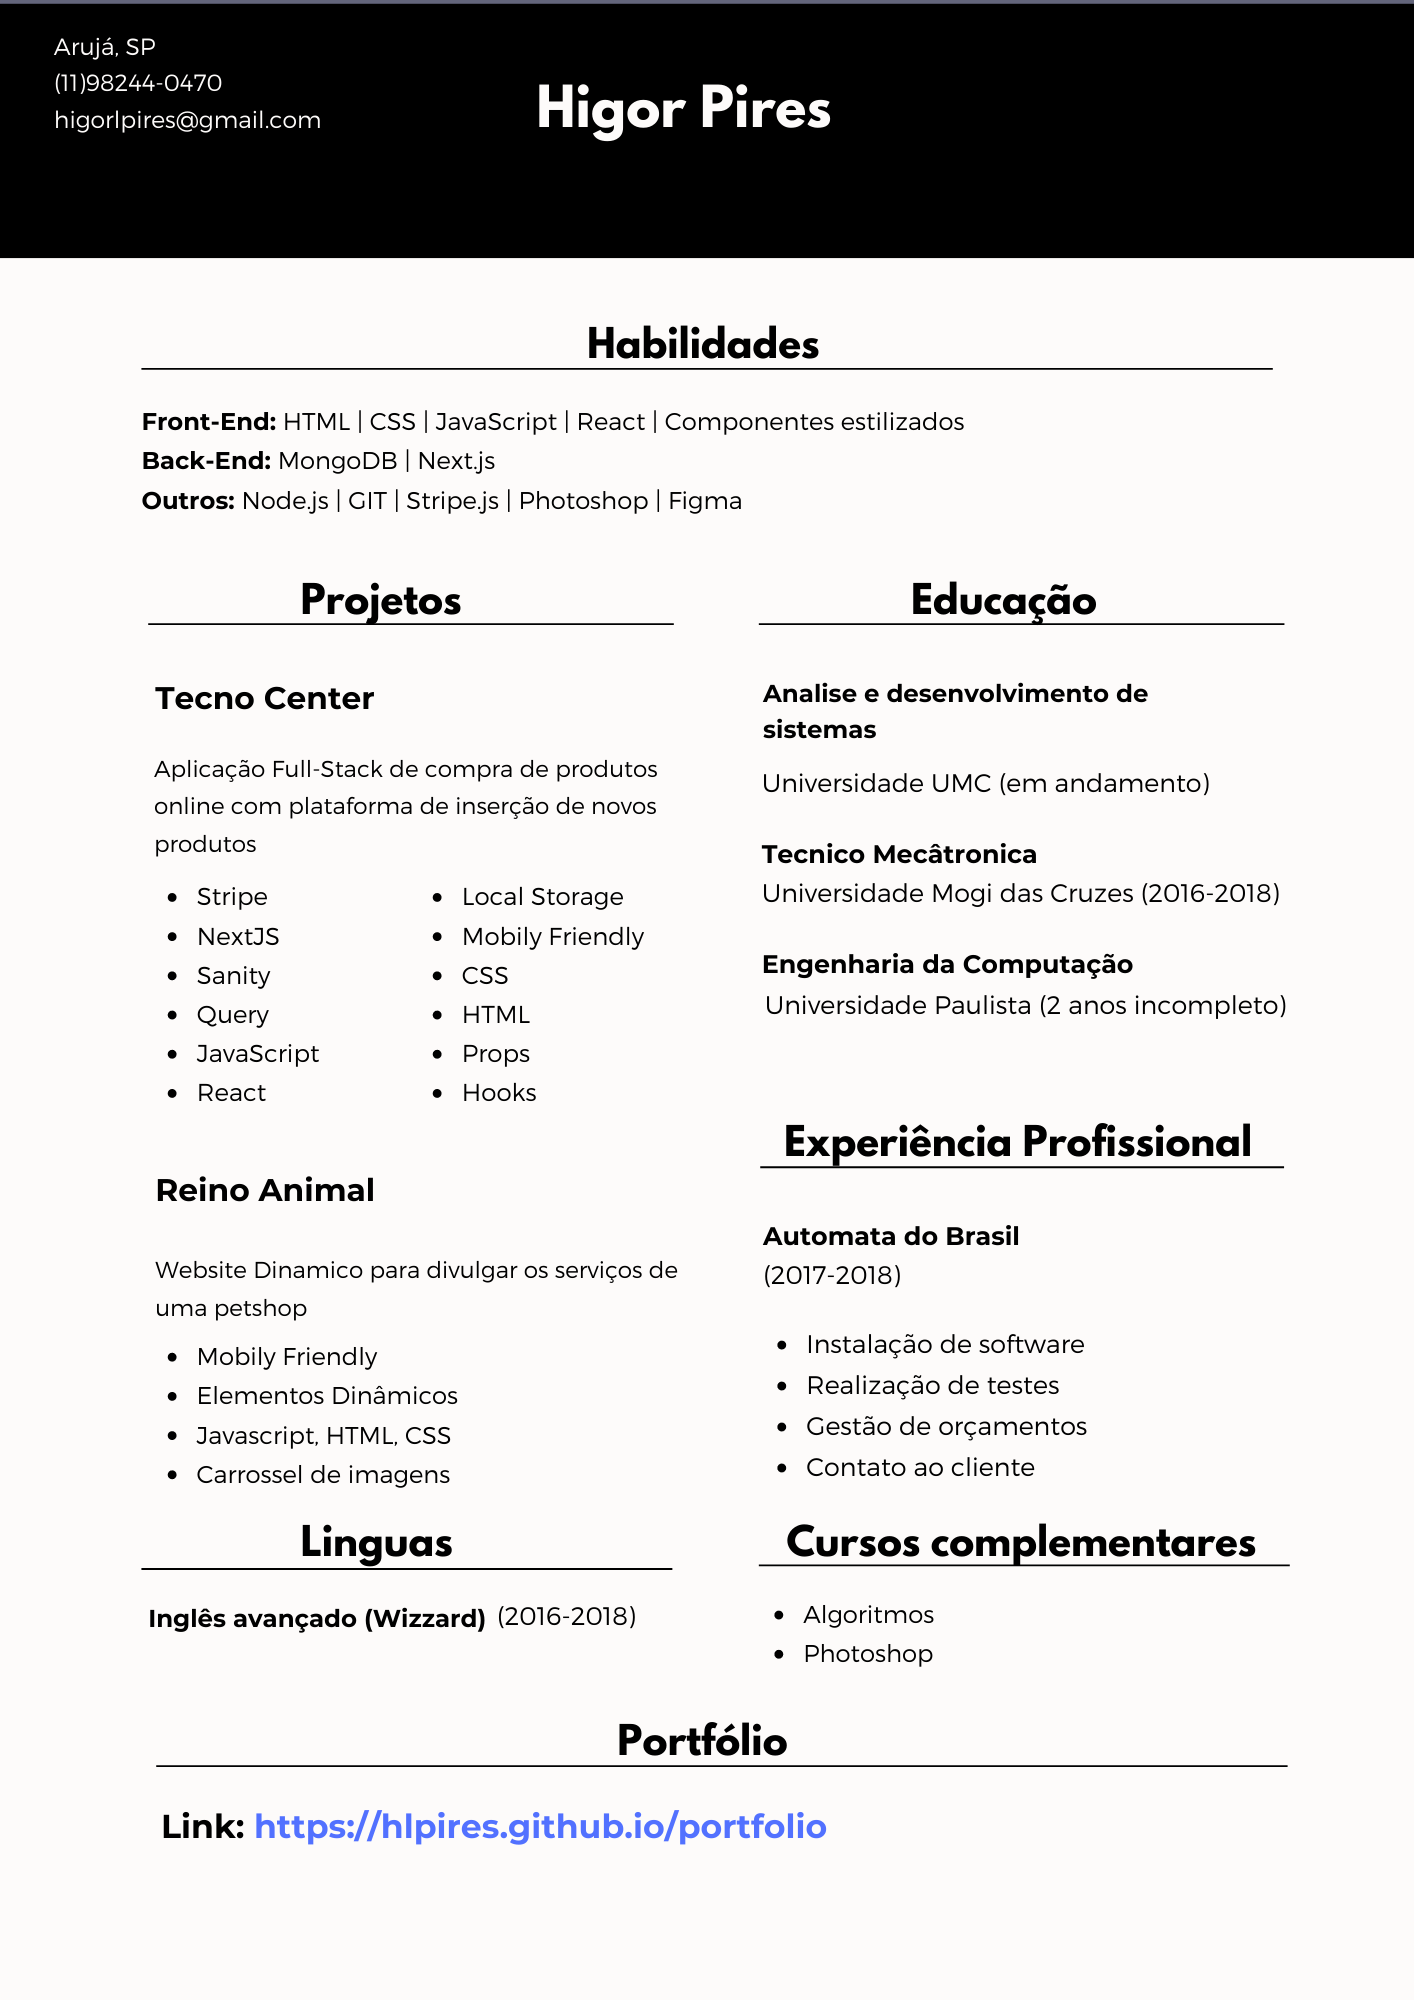 Arujá, SP
(11)98244-0470
higorlpires@gmail.com
Higor Pires
Habilidades
Front-End: HTML | CSS | JavaScript | React | Componentes estilizados
Back-End: MongoDB | Next.js
Outros: Node.js | GIT | Stripe.js | Photoshop | Figma
Projetos
Tecno Center
Aplicação Full-Stack de compra de produtos
online com plataforma de inserção de novos
produtos
• Stripe
• NextJS
• Sanity
• Query
• JavaScript
• React
• Local Storage
• Mobily Friendly
• CSS
• HTML
• Props
• Hooks
Reino Animal
Website Dinamico para divulgar os serviços de
uma petshop
• Mobily Friendly
• Elementos Dinâmicos
• Javascript, HTML, CSS
• Carrossel de imagens
Linguas
Inglês avançado (Wizzard) (2016-2018)
Educação
Analise e desenvolvimento de
sistemas
Universidade UMC (em andamento)
Tecnico Mecâtronica
Universidade Mogi das Cruzes (2016-2018)
Engenharia da Computação
Universidade Paulista (2 anos incompleto)
Experiência Profissional
Automata do Brasil
(2017-2018)
• Instalação de software
• Realização de testes
• Gestão de orçamentos
• Contato ao cliente
Cursos complementares
• Algoritmos
• Photoshop
Portfólio
Link: https://hlpires.github.io/portfolio